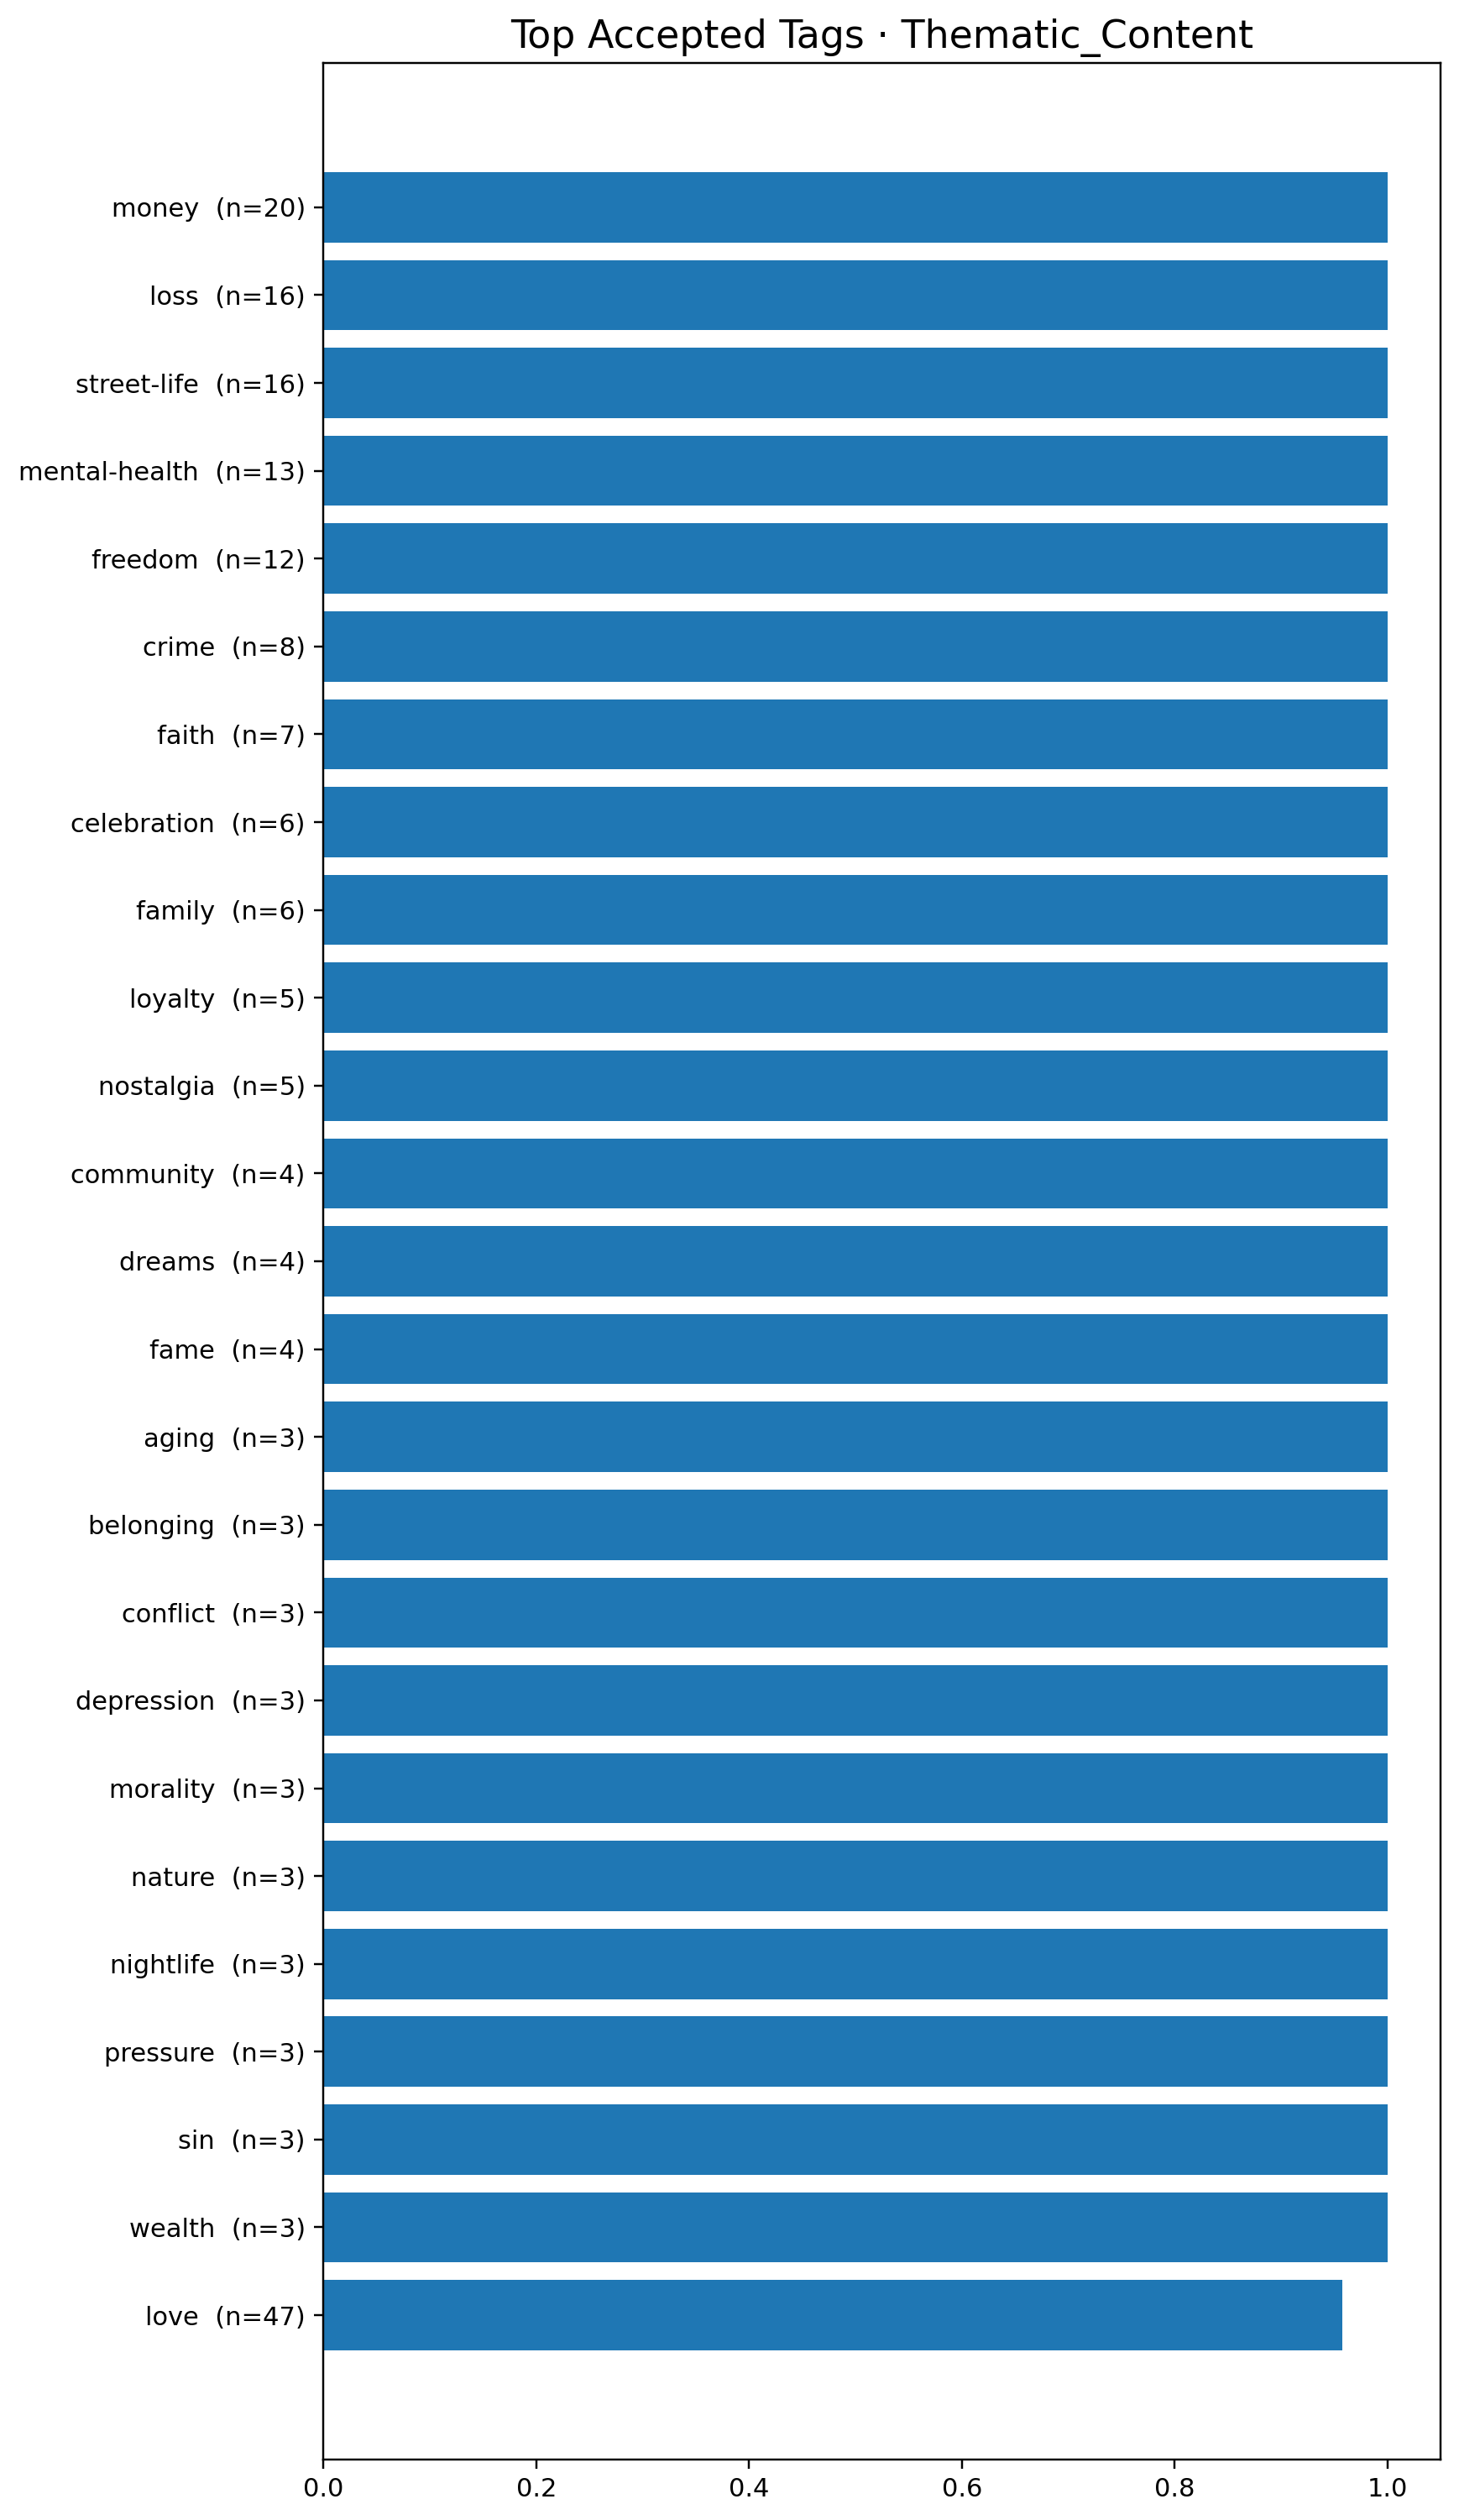 Top Accepted Tags · Thematic_Content
money (n=20)
loss (n=16)
street-life (n=16)
mental-health (n=13)
freedom (n=12)
crime (n=8)
faith (n=7)
celebration (n=6)
family (n=6)
loyalty (n=5)
nostalgia (n=5)
community (n=4)
dreams (n=4)
fame (n=4)
aging (n=3)
belonging (n=3)
conflict (n=3)
depression (n=3)
morality (n=3)
nature (n=3)
nightlife (n=3)
pressure (n=3)
sin (n=3)
wealth (n=3)
love (n=47)
0.0 0.2 0.4 0.6 0.8 1.0